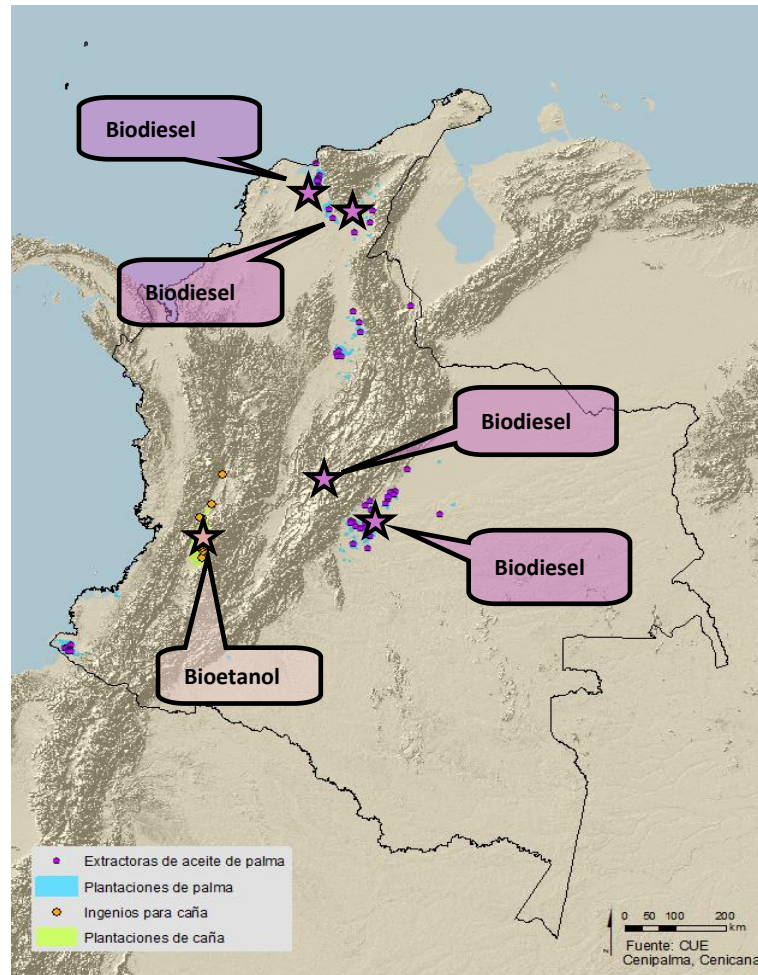 Biodiesel
Biodiesel
Biodiesel
Biodiesel
Bioetanol
Extractoras de aceite de palma
Plantaciones de palma
Ingenios para caña
Plantaciones de caña
0 50 100 200
km
Fuente: CUE
Cenipalma, Cenicana